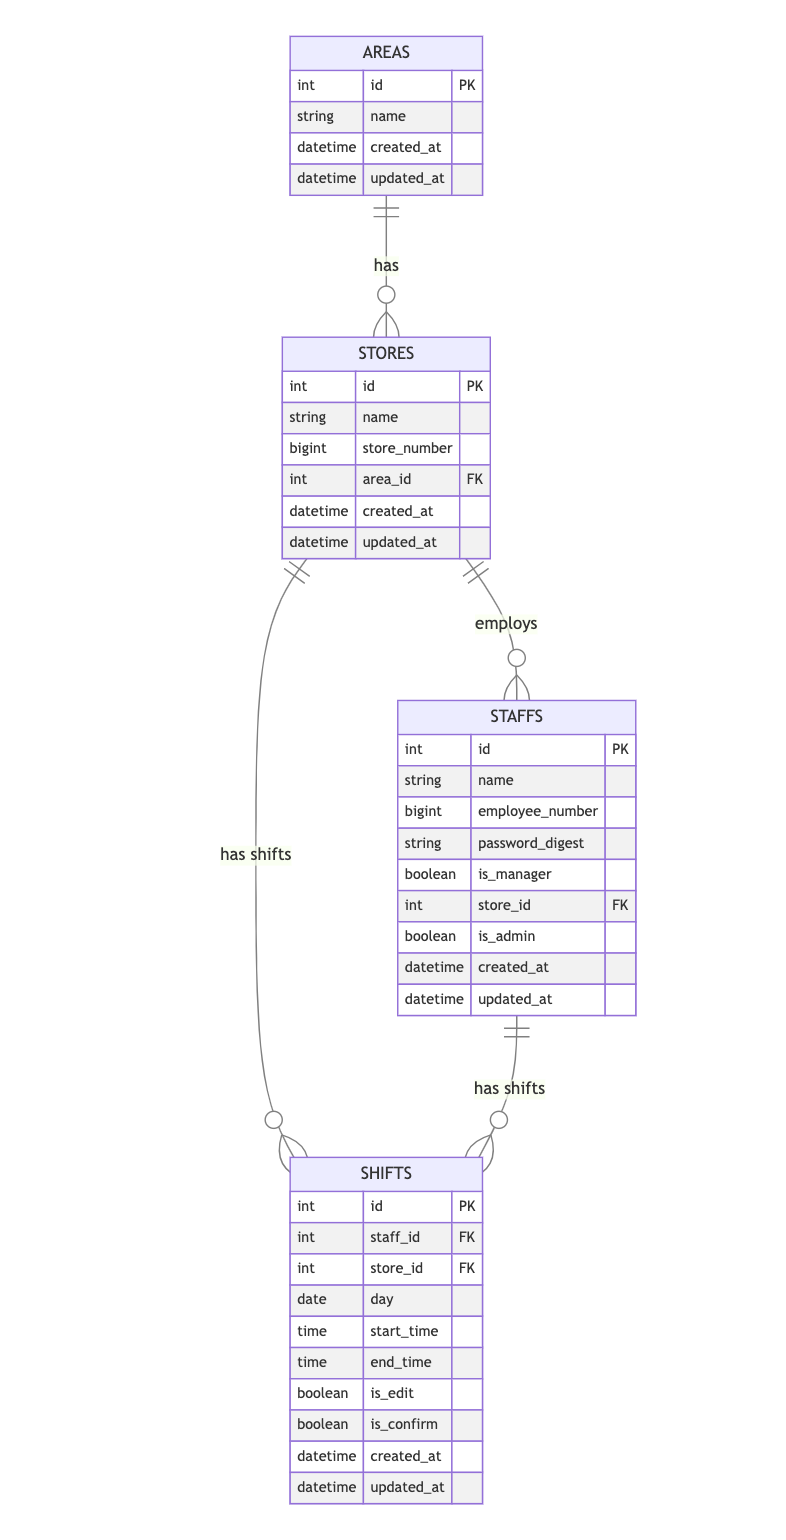 AREAS
int id PK
string name
datetime created_at
datetime updated_at
has
STORES
int id PK
string name
bigint store_number
int area_id FK
datetime created_at
datetime updated_at
employs
STAFFS
int id PK
string name
bigint employee_number
string password_digest
boolean is_manager
int store_id FK
boolean is_admin
datetime created_at
datetime updated_at
has shifts
has shifts
SHIFTS
int id PK
int staff_id FK
int store_id FK
date day
time start_time
time end_time
boolean is_edit
boolean is_confirm
datetime created_at
datetime updated_at